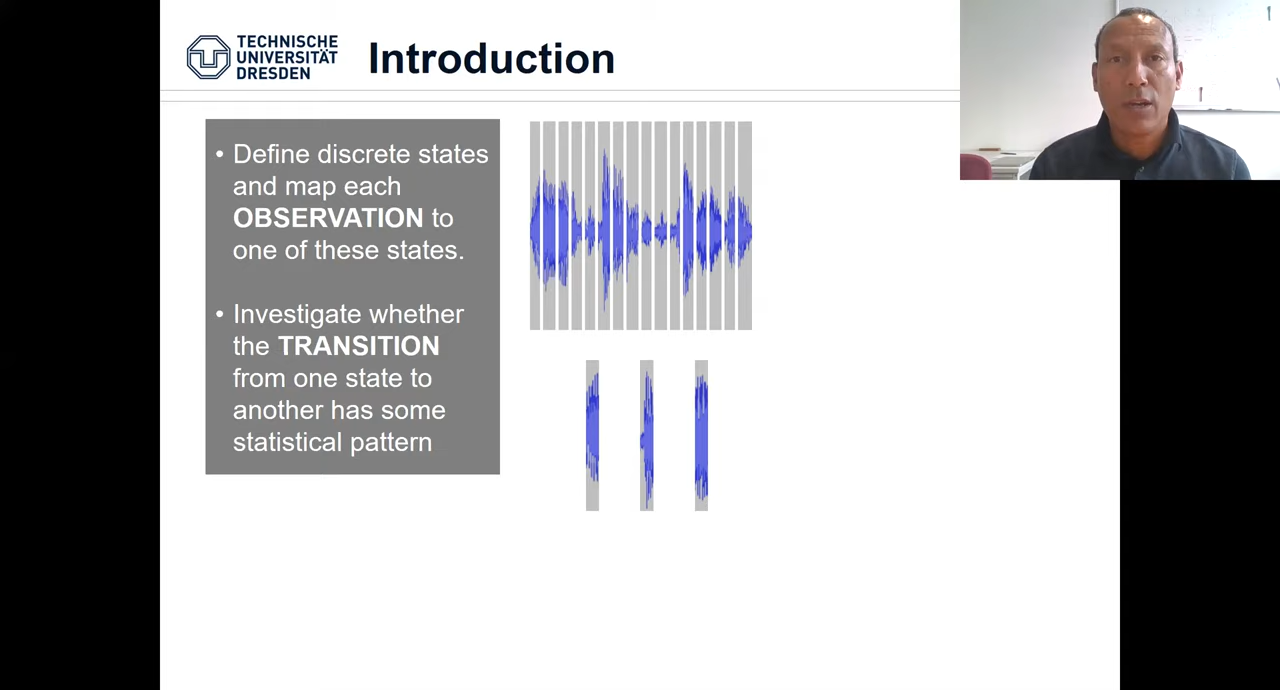 TECHNISCHE
UNIVERSITÄT
DRESDEN
Introduction
• Define discrete states
and map each
OBSERVATION to
one of these states.
• Investigate whether
the TRANSITION
from one state to
another has some
statistical pattern